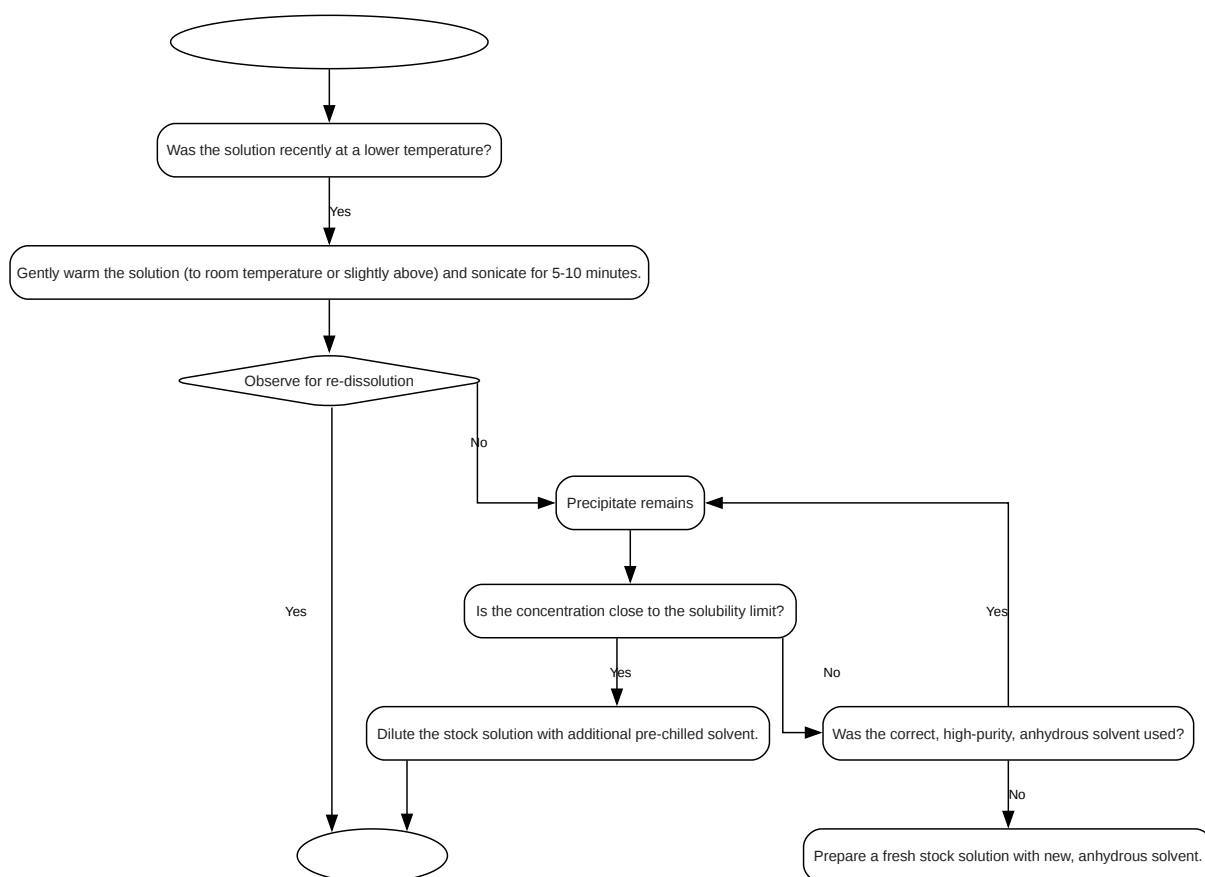 Was the solution recently at a lower temperature?
Yes
Gently warm the solution (to room temperature or slightly above) and sonicate for 5-10 minutes.
Observe for re-dissolution
No
Precipitate remains
Is the concentration close to the solubility limit?
Yes
Yes
Yes
No
Dilute the stock solution with additional pre-chilled solvent.
Was the correct, high-purity, anhydrous solvent used?
No
Prepare a fresh stock solution with new, anhydrous solvent.